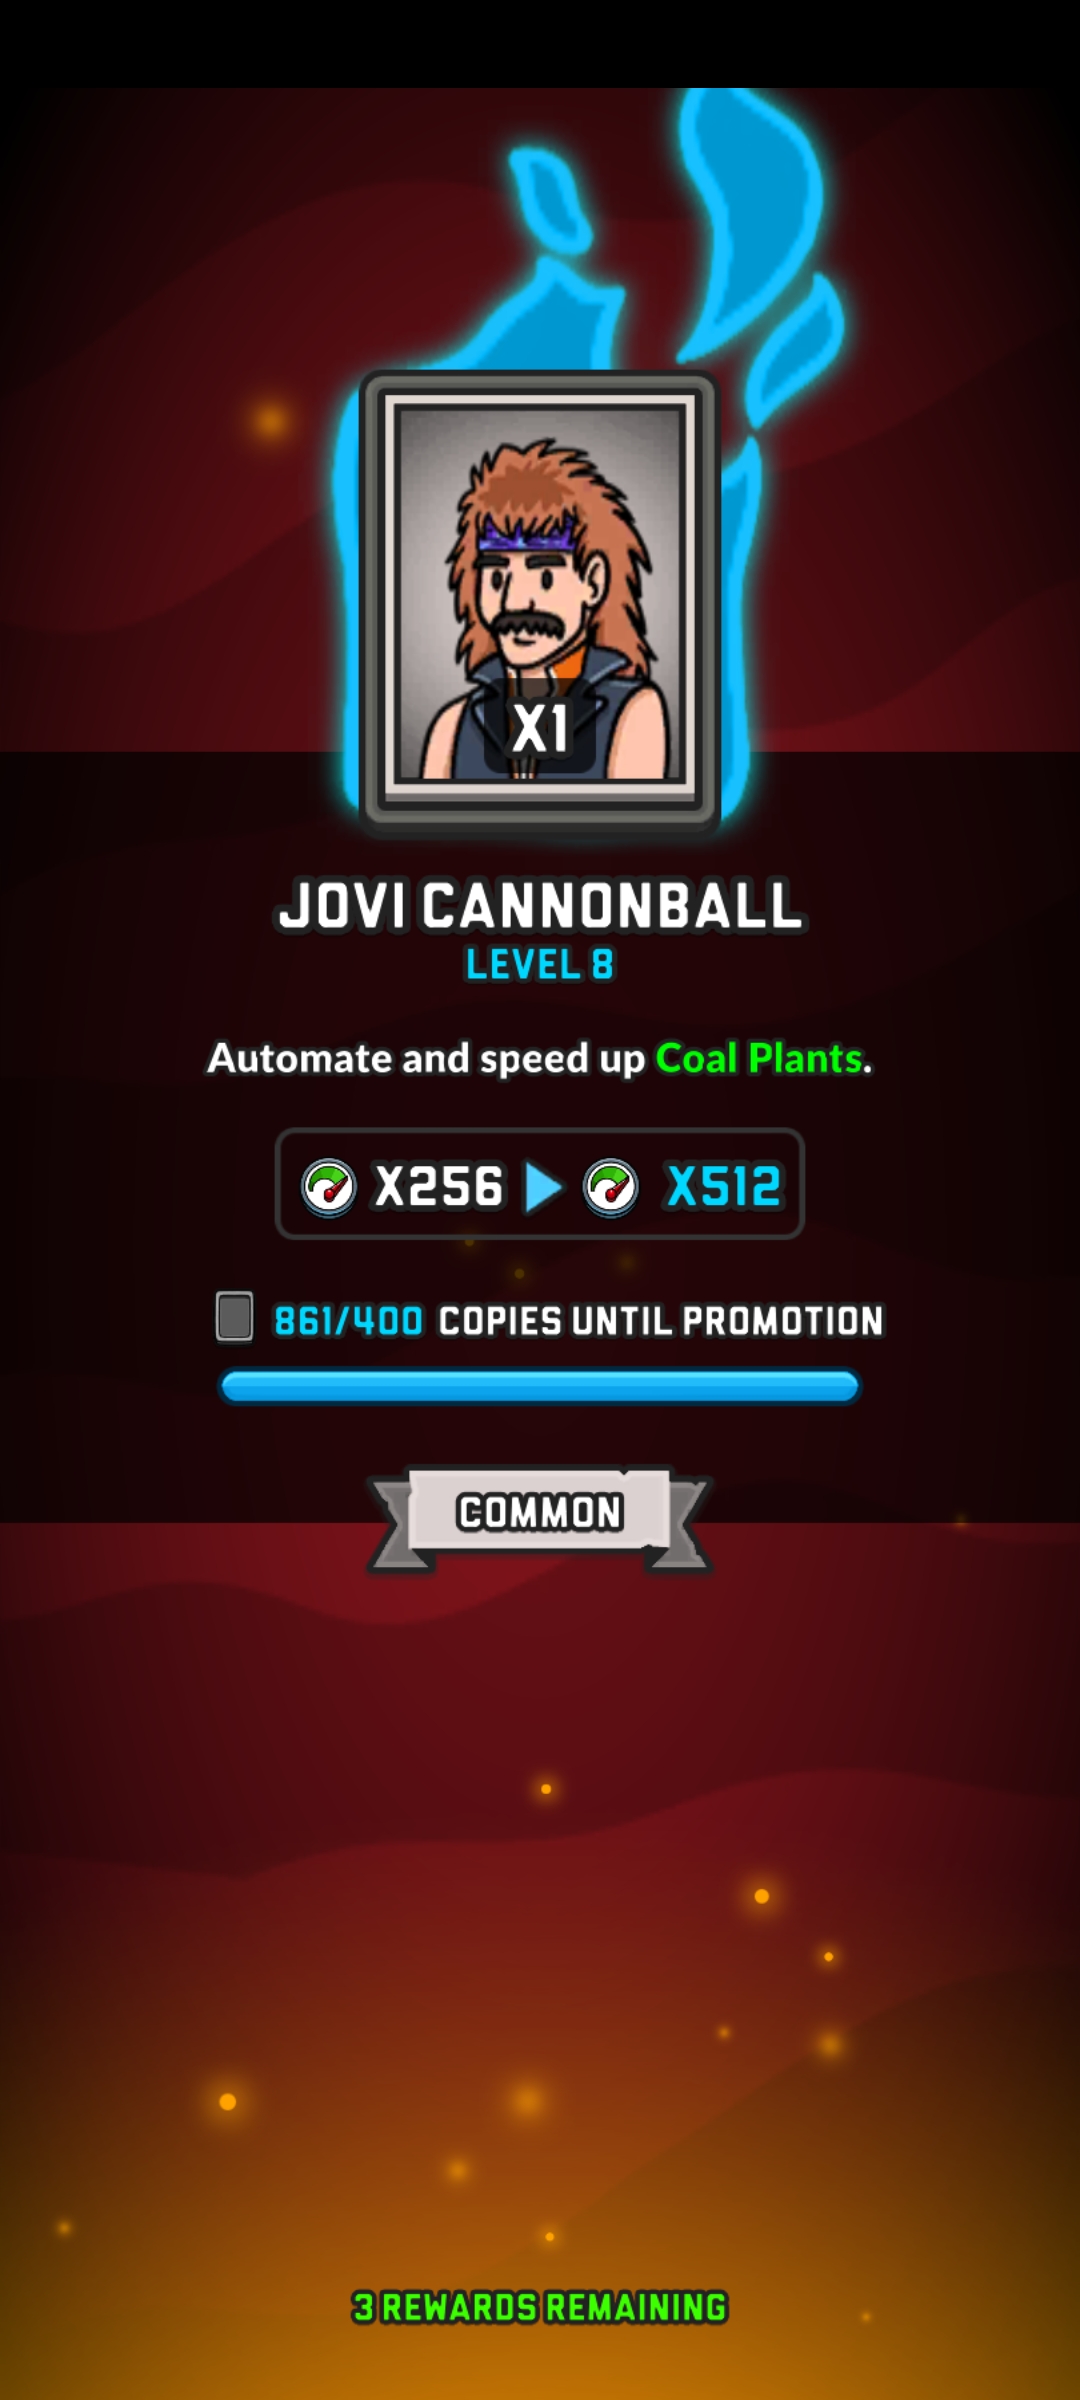 X1
JOVI CANNONBALL
LEVEL 8
Automate and speed up Coal Plants.
X256 X512
861/400 COPIES UNTIL PROMOTION
COMMON
3 REWARDS REMAINING